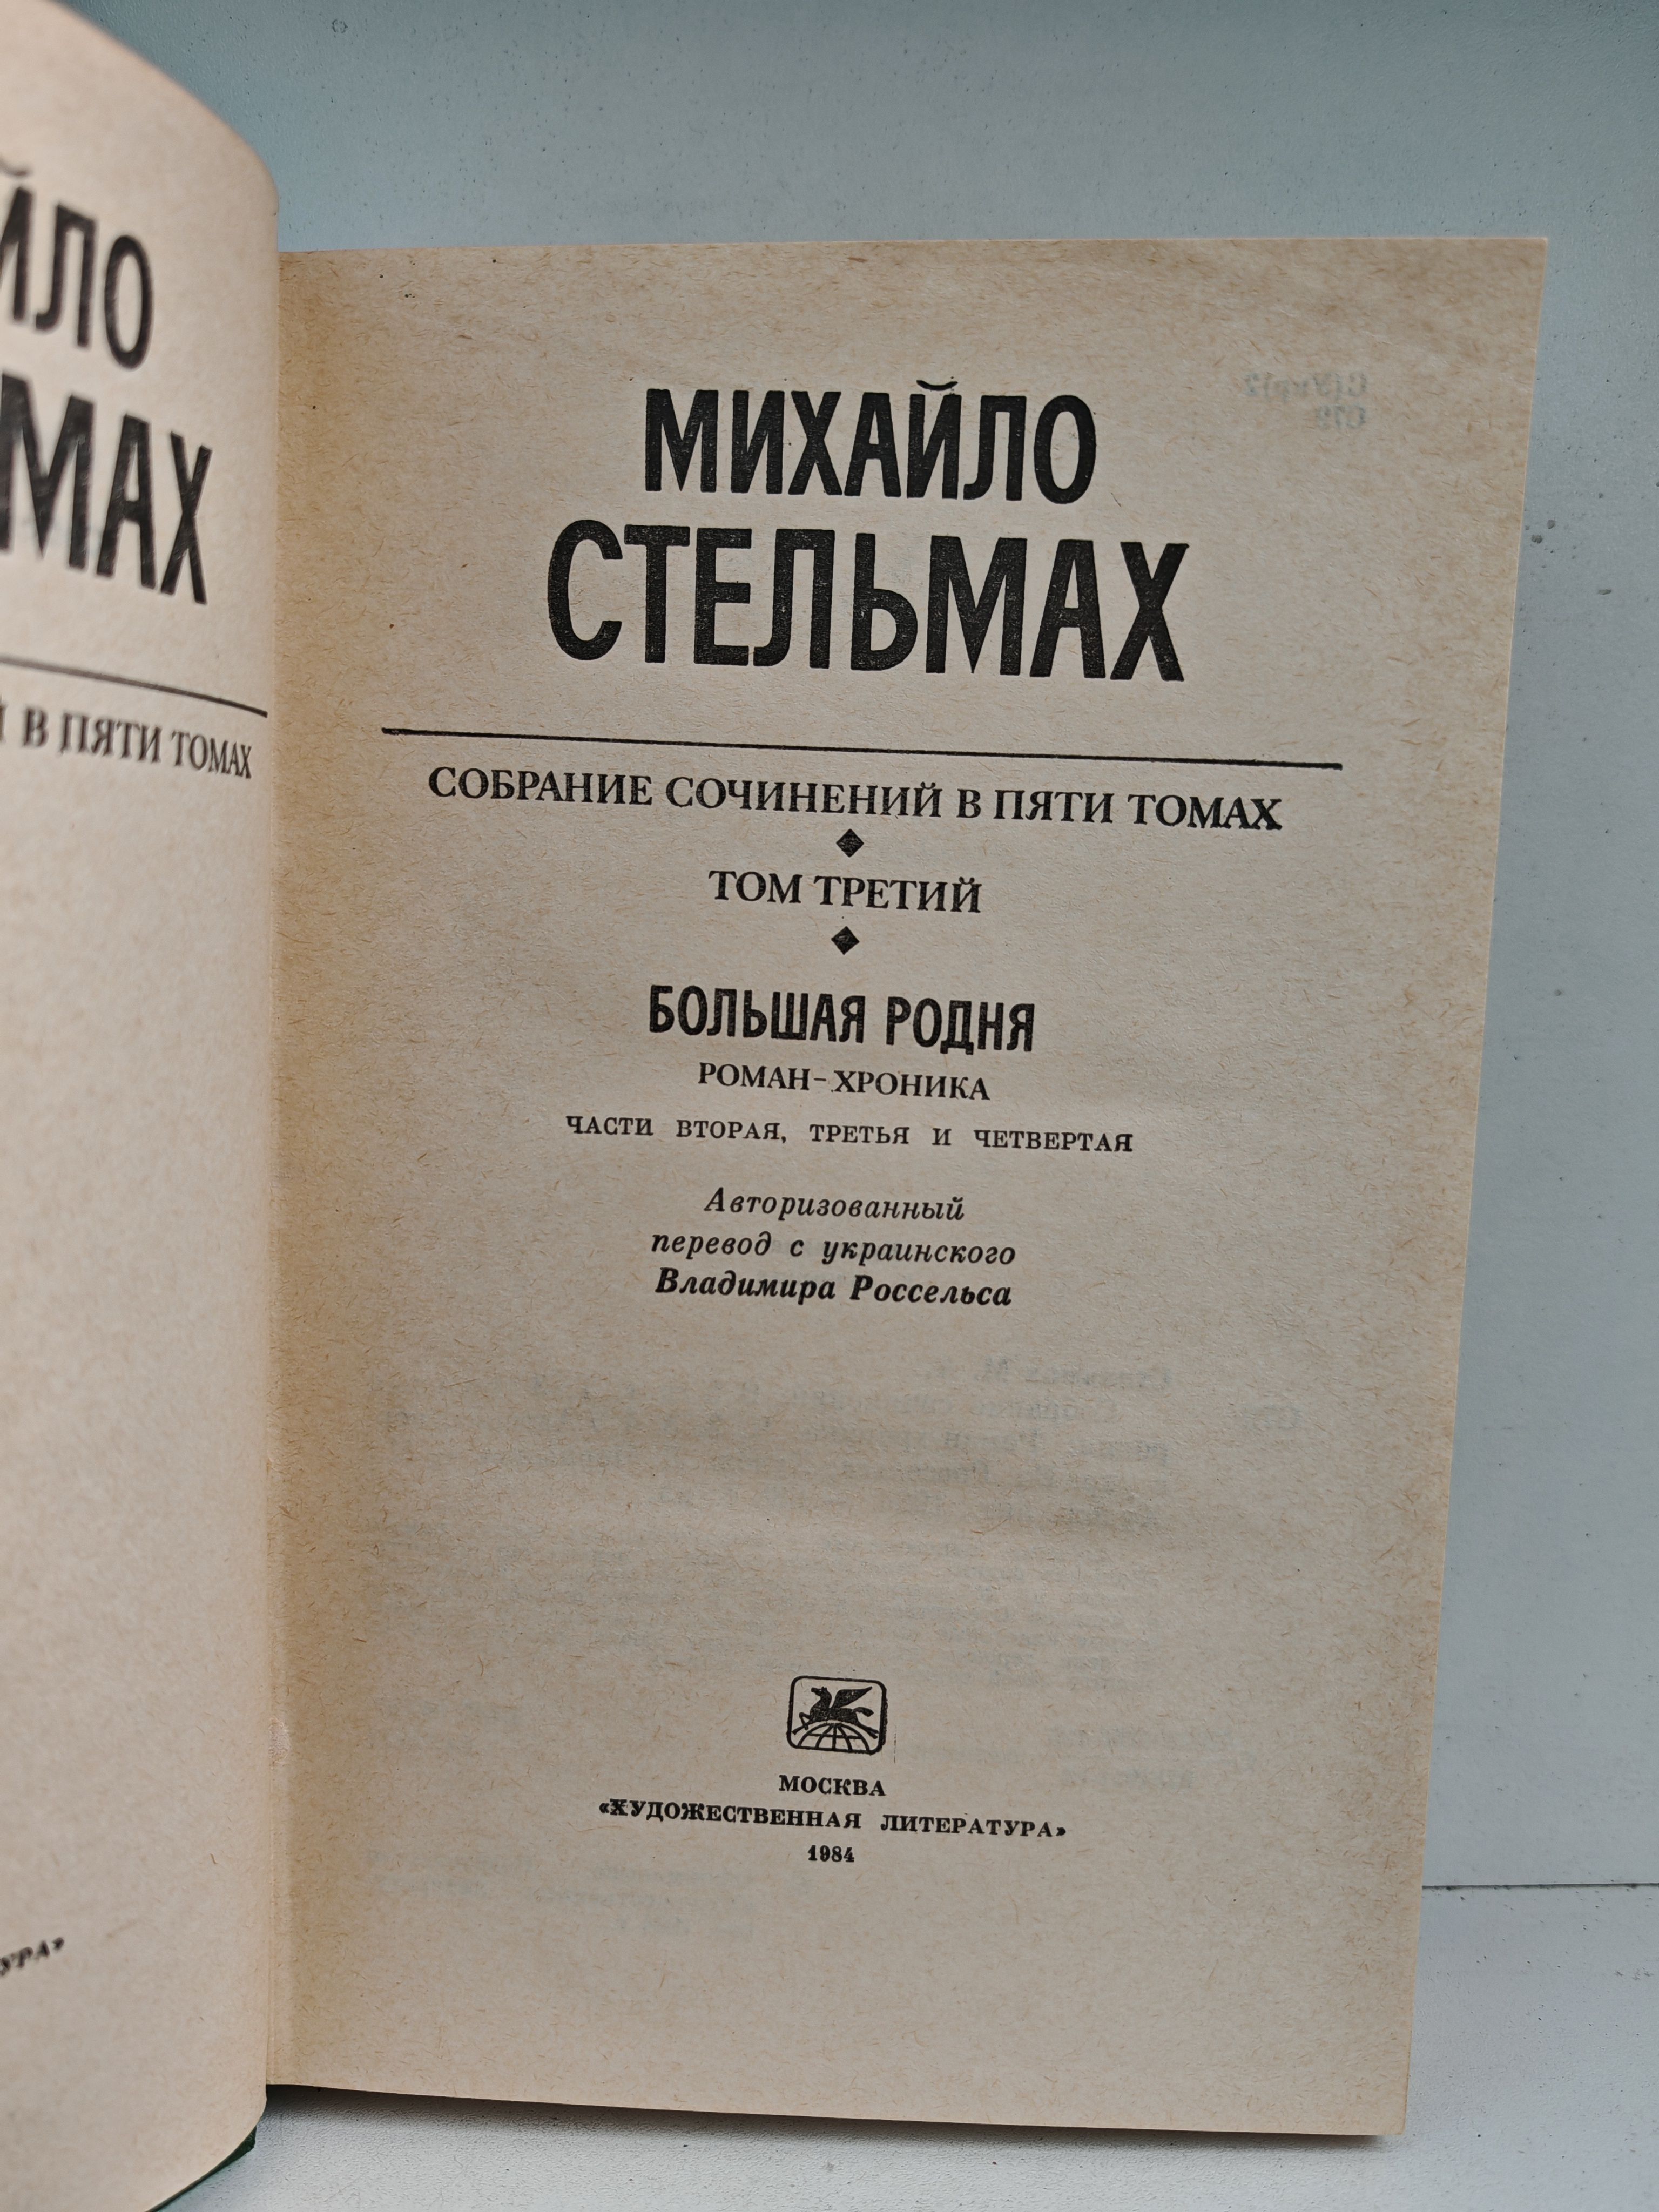 МИХАЙЛО
СТЕЛЬМАХ
СОБРАНИЕ СОЧИНЕНИЙ В ПЯТИ ТОМАХ
ТОМ ТРЕТИЙ
БОЛЬШАЯ РОДНЯ
РОМАН-ХРОНИКА
ЧАСТИ ВТОРАЯ, ТРЕТЬЯ И ЧЕТВЕРТАЯ
Авторизованный
перевод с украинского
Владимира Россельса
МОСКВА
«ХУДОЖЕСТВЕННАЯ ЛИТЕРАТУРА»
1984
ЙЛО
МАХ
В ПЯТИ ТОМАХ
УРА»